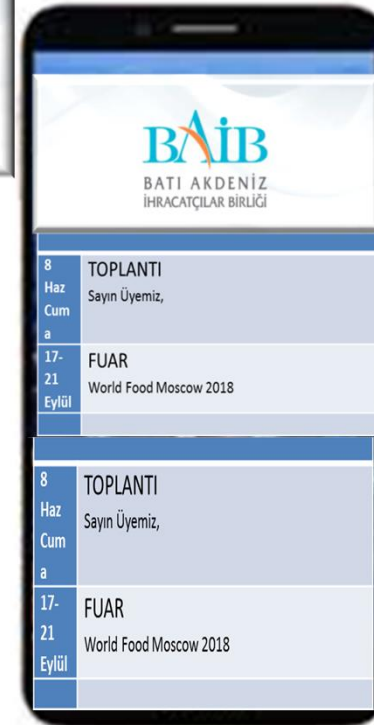 BAİB
BATI AKDENİZ
İHRACATÇILAR BİRLİĞİ
8
Haz
Cum
a
TOPLANTI
Sayın Üyemiz,
17-
21
Eylül
FUAR
World Food Moscow 2018
8
Haz
Cum
a
TOPLANTI
Sayın Üyemiz,
17-
21
Eylül
FUAR
World Food Moscow 2018